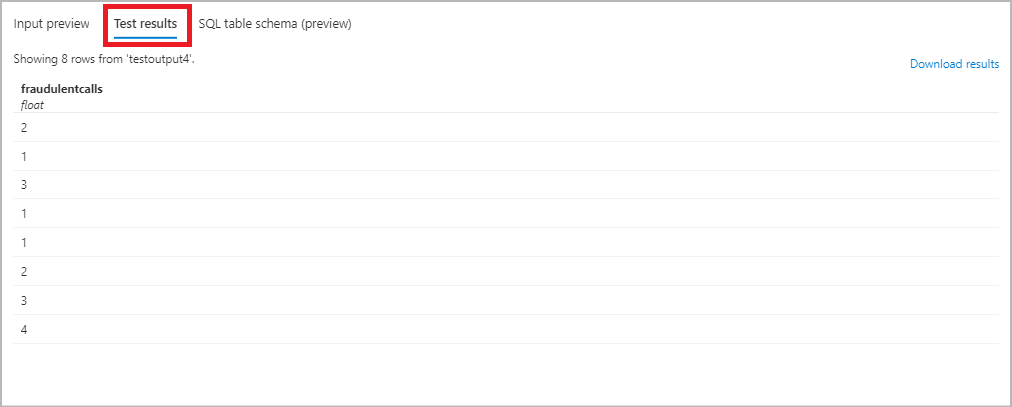 Input preview Test results SQL table schema (preview)
Showing 8 rows from 'testoutput4'.
Download results
fraudulentcalls
float
2
1
3
1
1
2
3
4